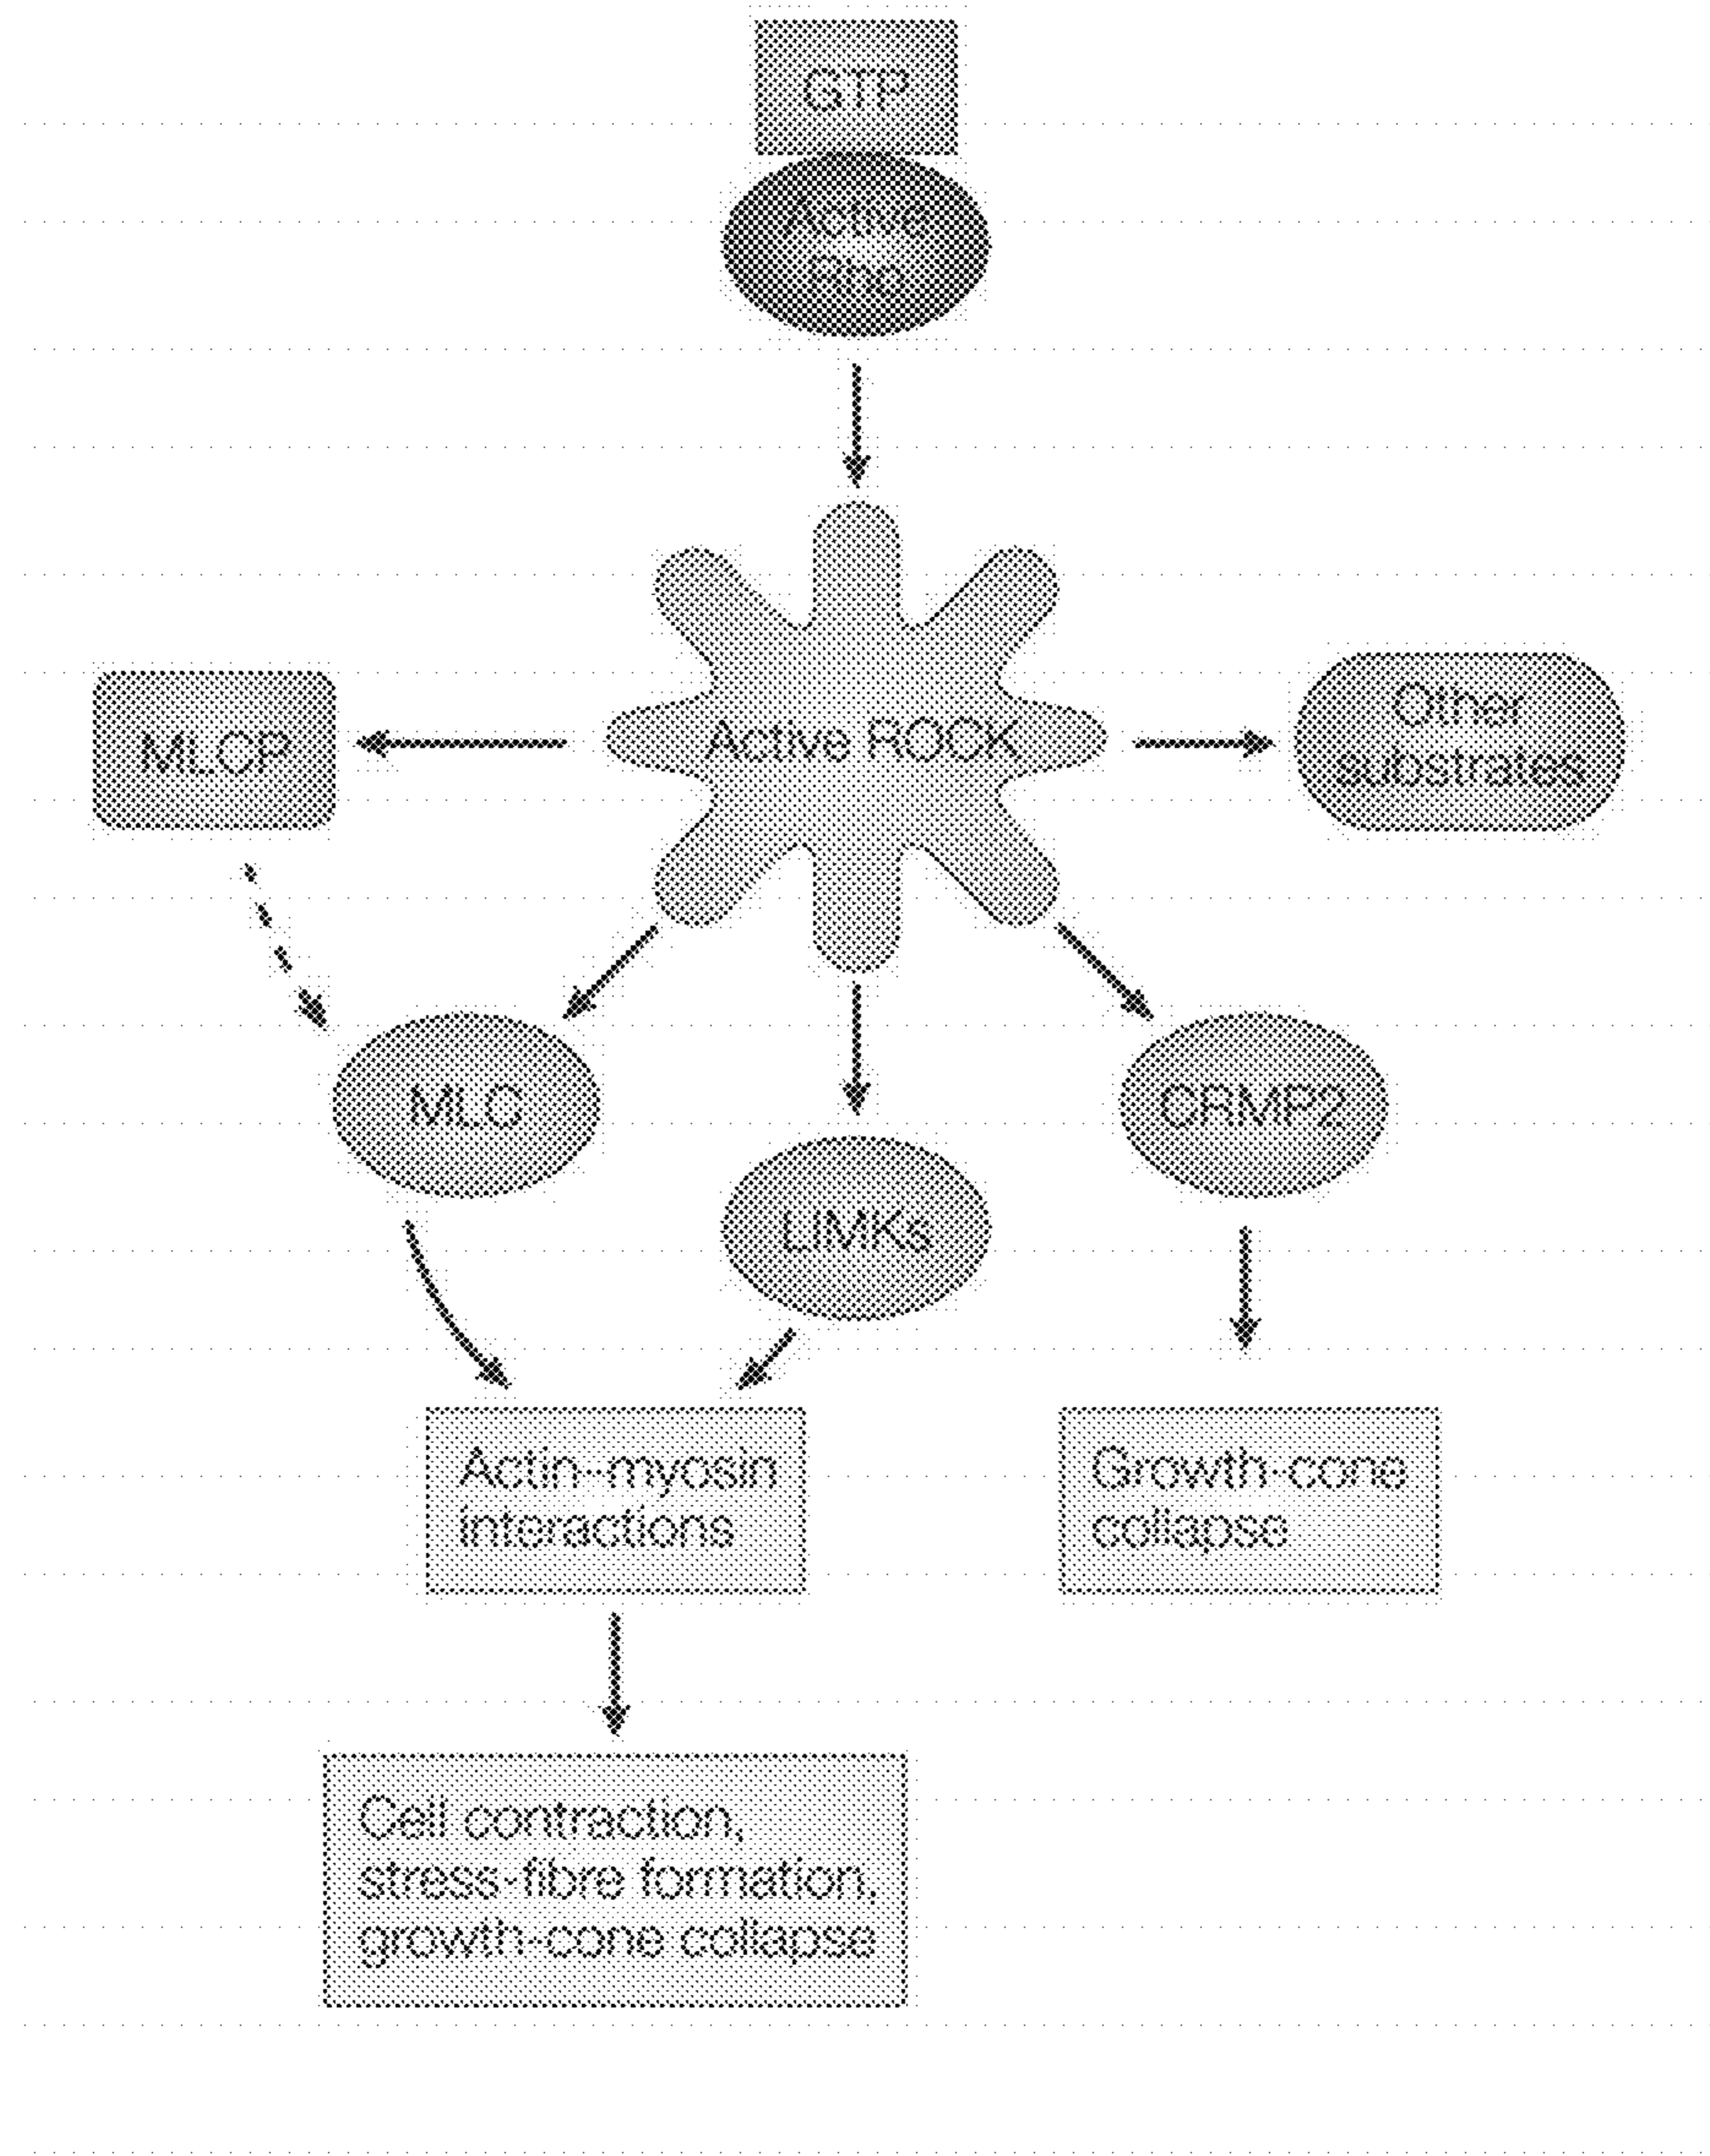 GTP
Active
Rho
Active ROCK
MLCP
Other
substrates
MLC
LIMKs
CRMP2
Actin-myosin
interactions
Growth-cone
collapse
Cell contraction,
stress-fibre formation,
growth-cone collapse